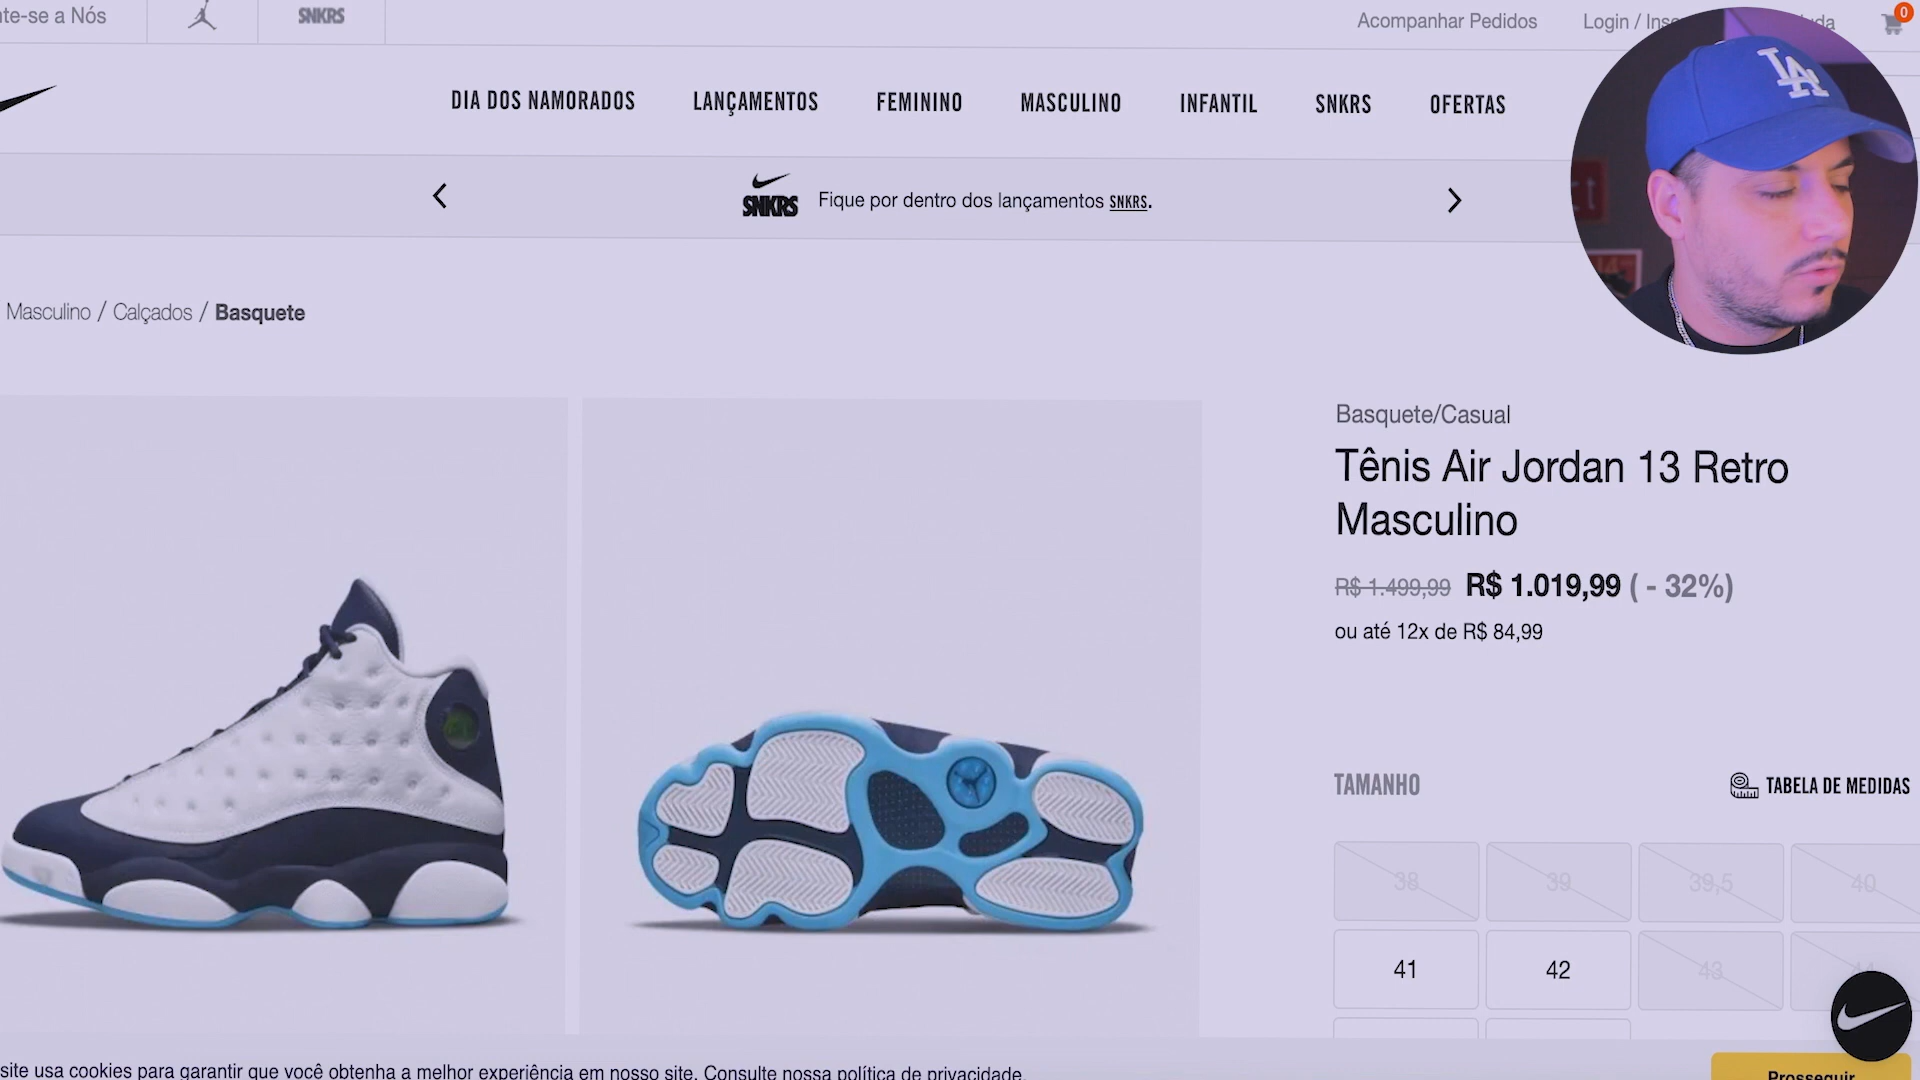 nte-se a Nós
SNKRS
Acompanhar Pedidos
Login / Ins
da
0
DIA DOS NAMORADOS
LANÇAMENTOS
FEMININO
MASCULINO
INFANTIL
SNKRS
OFERTAS
LA
SNKRS
Fique por dentro dos lançamentos SNKRS.
Masculino / Calçados / Basquete
Basquete/Casual
Tênis Air Jordan 13 Retro
Masculino
R$ 1.499,99 R$ 1.019,99 ( - 32%)
ou até 12x de R$ 84,99
TAMANHO
TABELA DE MEDIDAS
38
39
39,5
40
41
42
43
44
site usa cookies para garantir que você obtenha a melhor experiência em nosso site. Consulte nossa política de privacidade.
Prosseguir